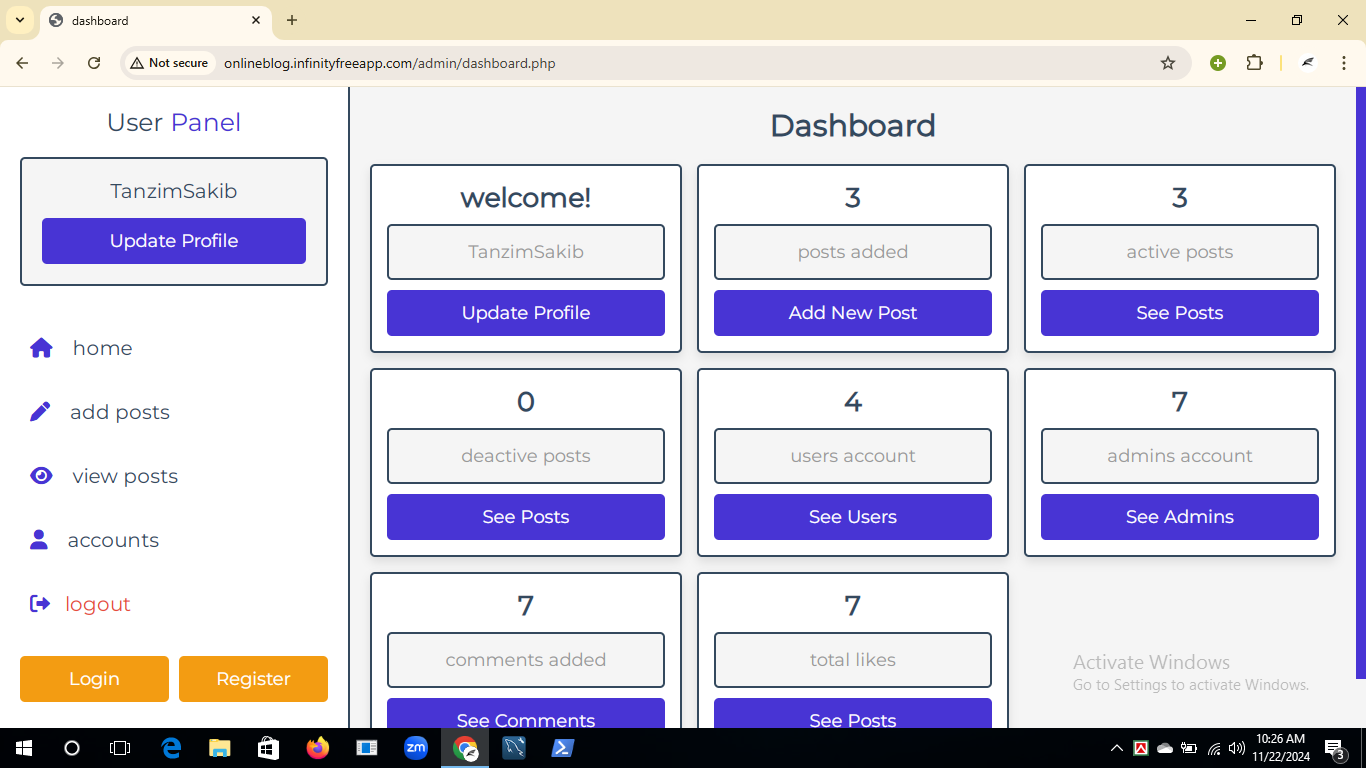 dashboard
Not secure
onlineblog.infinityfreeapp.com/admin/dashboard.php
User Panel
TanzimSakib
Update Profile
home
add posts
view posts
accounts
logout
Login
Register
Dashboard
welcome!
TanzimSakib
Update Profile
3
posts added
Add New Post
3
active posts
See Posts
0
deactive posts
See Posts
4
users account
See Users
7
admins account
See Admins
7
comments added
See Comments
7
total likes
See Posts
Activate Windows
Go to Settings to activate Windows.
zm
10:26 AM
11/22/2024
3